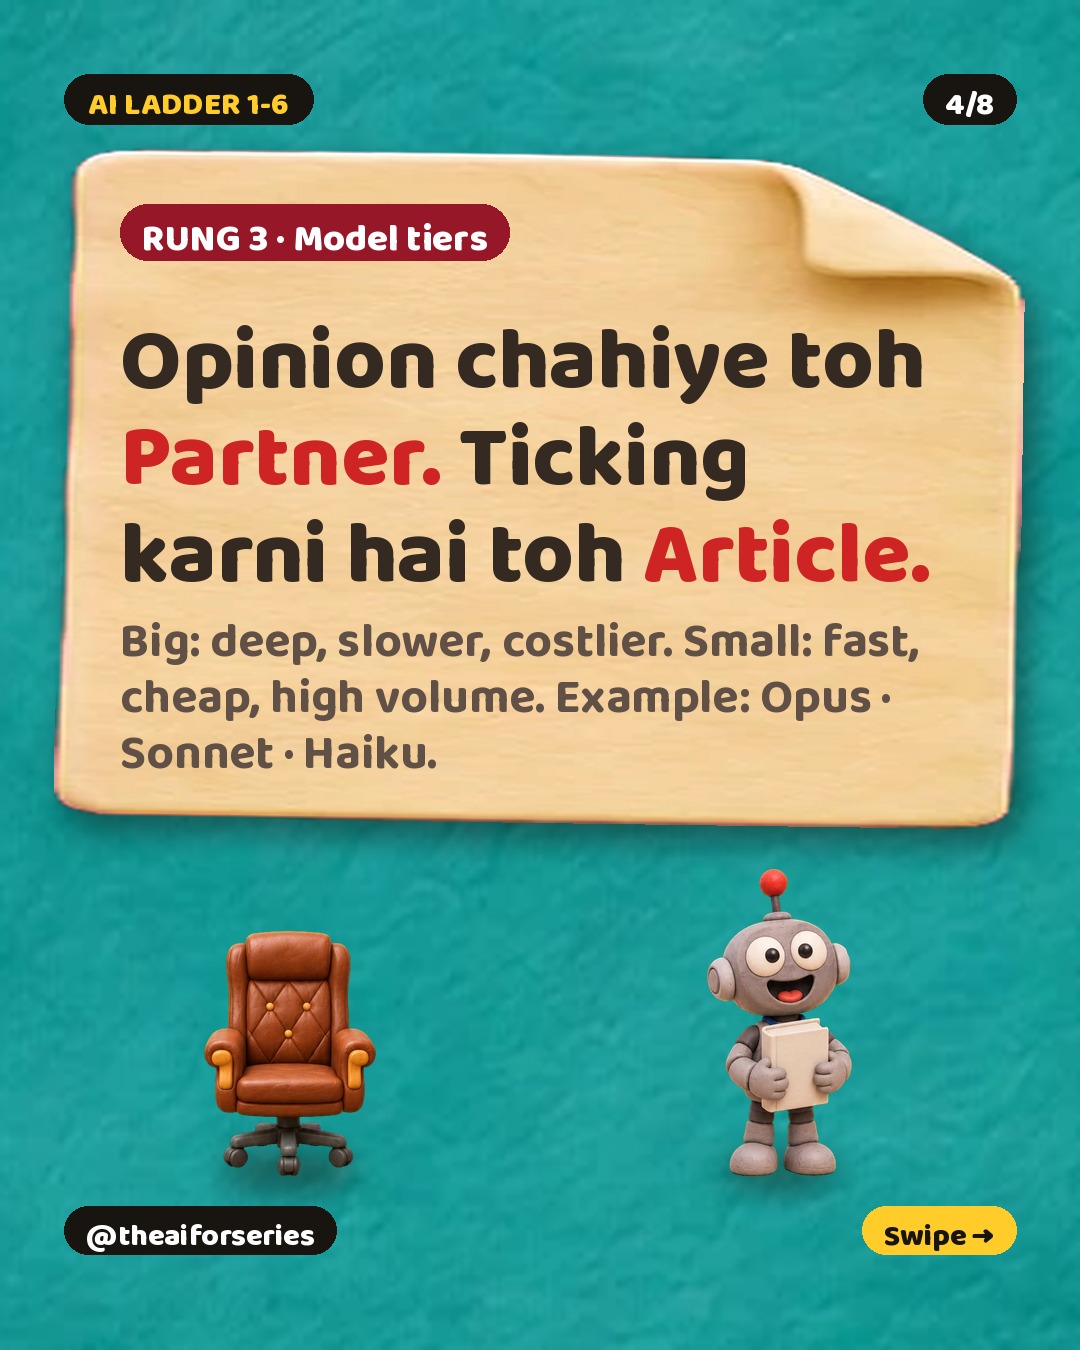 AI LADDER 1-6
4/8
RUNG 3 · Model tiers
Opinion chahiye toh
Partner. Ticking
karni hai toh Article.
Big: deep, slower, costlier. Small: fast,
cheap, high volume. Example: Opus ·
Sonnet · Haiku.
@theaiforseries
Swipe →